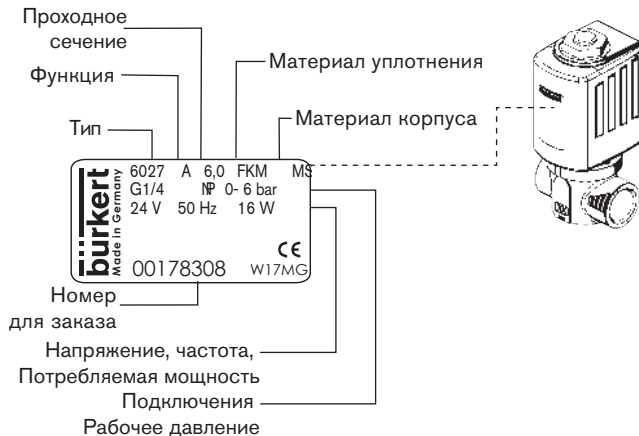 Проходное
сечение
Функция
Тип
Материал уплотнения
Материал корпуса
bürkert
Made in Germany
6027 A 6,0 FKM MS
G1/4 NP 0- 6 bar
24 V 50 Hz 16 W
CE
00178308 W17MG
Номер
для заказа
Напряжение, частота,
Потребляемая мощность
Подключения
Рабочее давление